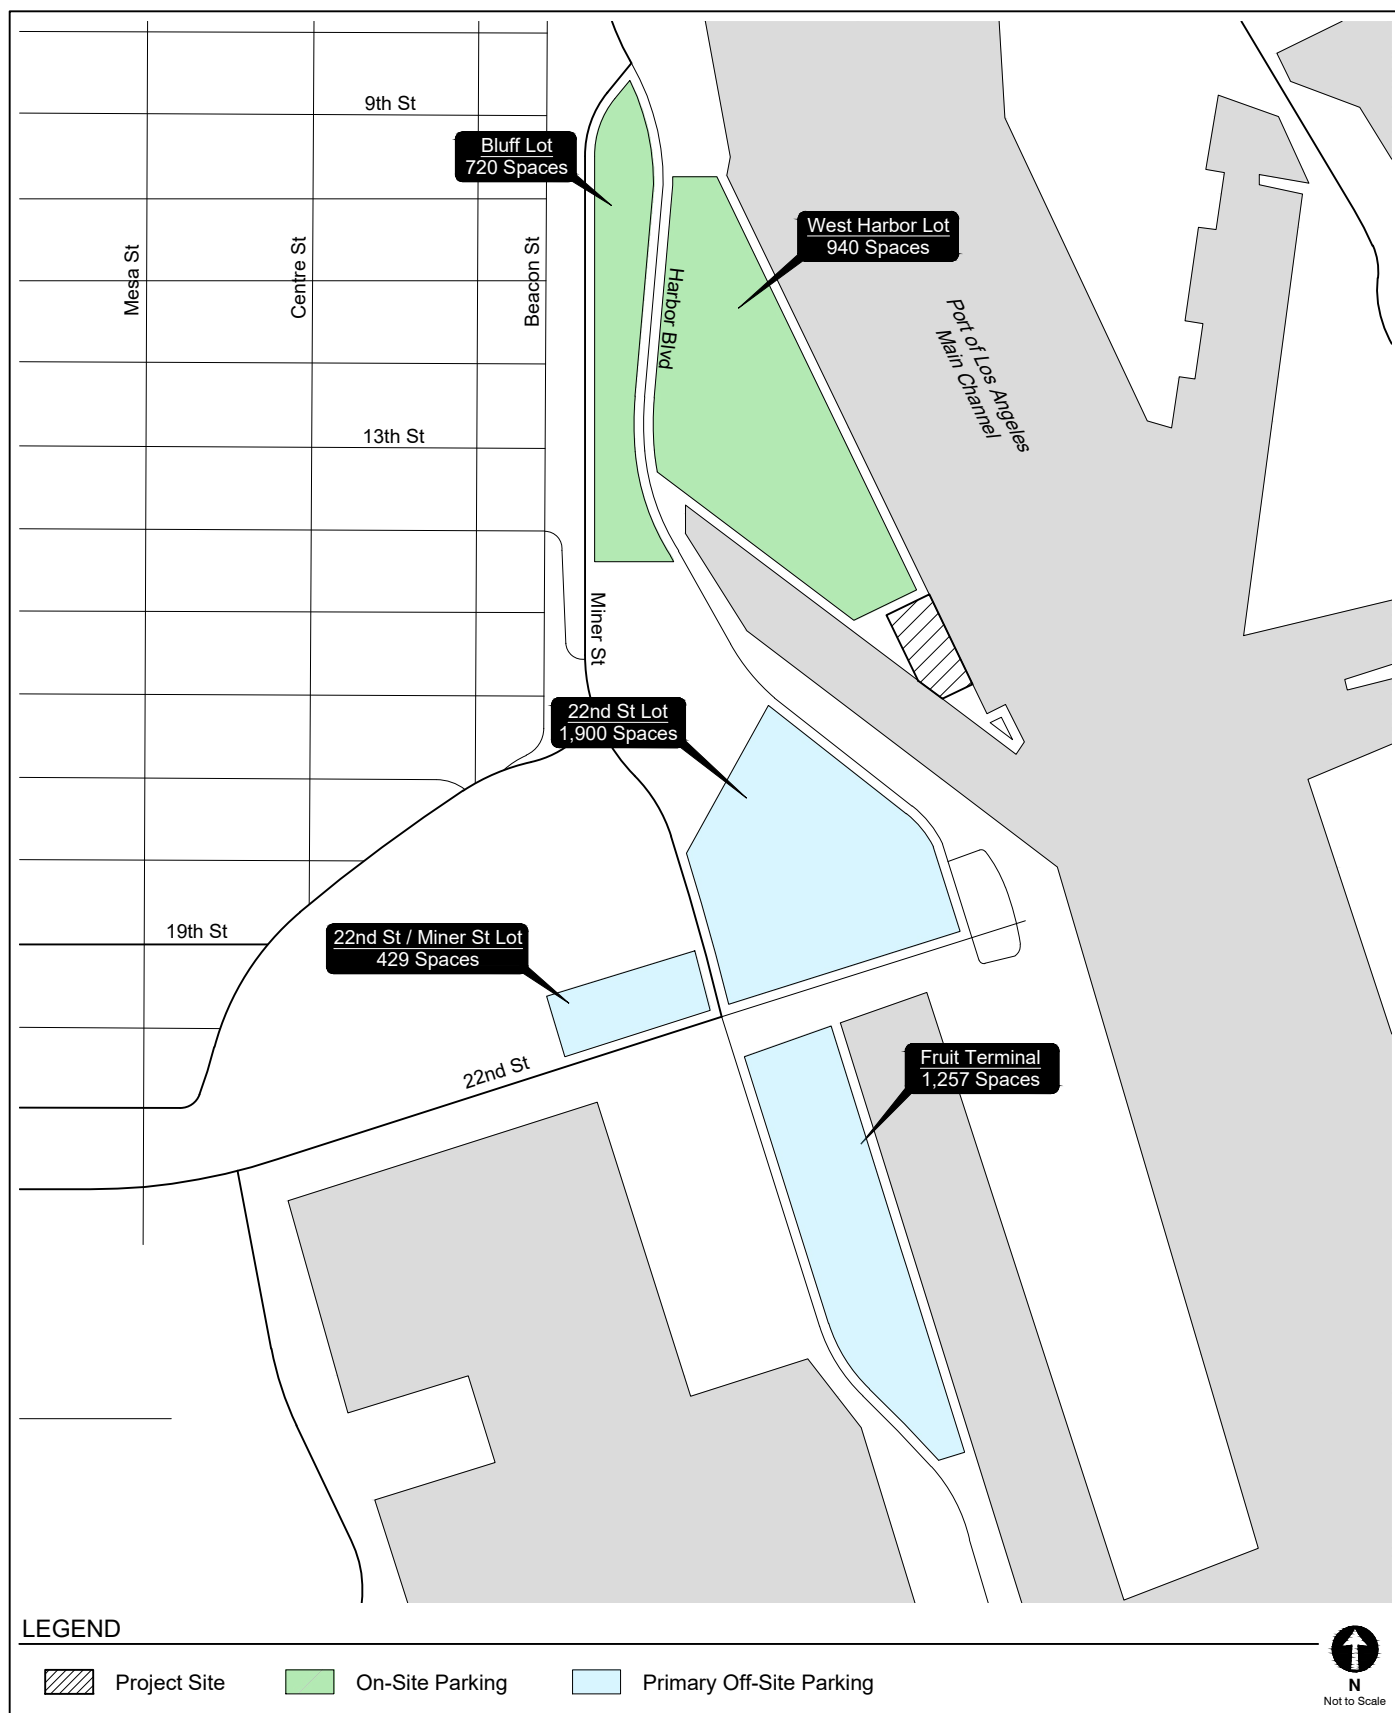 9th St
Bluff Lot
720 Spaces
West Harbor Lot
940 Spaces
Mesa St
Centre St
Beacon St
Harbor Blvd
Port of Los Angeles
Main Channel
13th St
Miner St
22nd St Lot
1,900 Spaces
19th St
22nd St / Miner St Lot
429 Spaces
22nd St
Fruit Terminal
1,257 Spaces
LEGEND
Project Site
On-Site Parking
Primary Off-Site Parking
N
Not to Scale